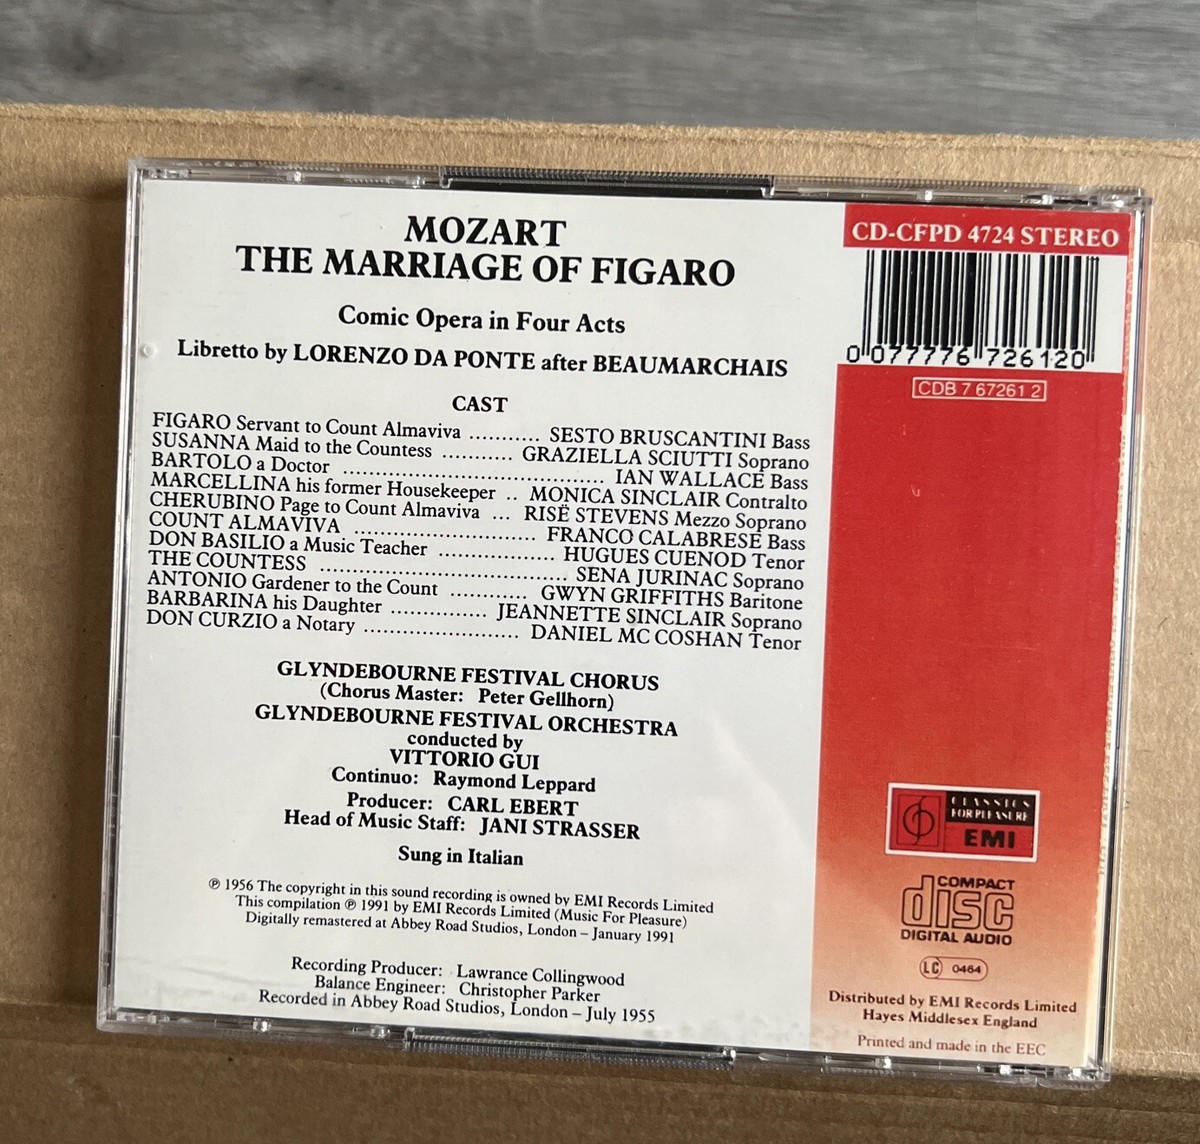 MOZART
THE MARRIAGE OF FIGARO
Comic Opera in Four Acts
Libretto by LORENZO DA PONTE after BEAUMARCHAIS
CAST
FIGARO Servant to Count Almaviva ........... SESTO BRUSCANTINI Bass
SUSANNA Maid to the Countess ........... GRAZIELLA SCIUTTI Soprano
BARTOLO a Doctor ........................................ IAN WALLACE Bass
MARCELLINA his former Housekeeper .. MONICA SINCLAIR Contralto
CHERUBINO Page to Count Almaviva ... RISË STEVENS Mezzo Soprano
COUNT ALMAVIVA ............................ FRANCO CALABRESE Bass
DON BASILIO a Music Teacher .................. HUGUES CUENOD Tenor
THE COUNTESS ...................................... SENA JURINAC Soprano
ANTONIO Gardener to the Count ............ GWYN GRIFFITHS Baritone
BARBARINA his Daughter ............... JEANNETTE SINCLAIR Soprano
DON CURZIO a Notary ........................ DANIEL MC COSHAN Tenor
GLYNDEBOURNE FESTIVAL CHORUS
(Chorus Master: Peter Gellhorn)
GLYNDEBOURNE FESTIVAL ORCHESTRA
conducted by
VITTORIO GUI
Continuo: Raymond Leppard
Producer: CARL EBERT
Head of Music Staff: JANI STRASSER
Sung in Italian
℗ 1956 The copyright in this sound recording is owned by EMI Records Limited
This compilation ℗ 1991 by EMI Records Limited (Music For Pleasure)
Digitally remastered at Abbey Road Studios, London – January 1991
Recording Producer: Lawrance Collingwood
Balance Engineer: Christopher Parker
Recorded in Abbey Road Studios, London – July 1955
CD-CFPD 4724 STEREO
0 077776 726120
CDB 7 67261 2
CLASSICS
FOR PLEASURE
EMI
COMPACT
disc
DIGITAL AUDIO
LC 0464
Distributed by EMI Records Limited
Hayes Middlesex England
Printed and made in the EEC